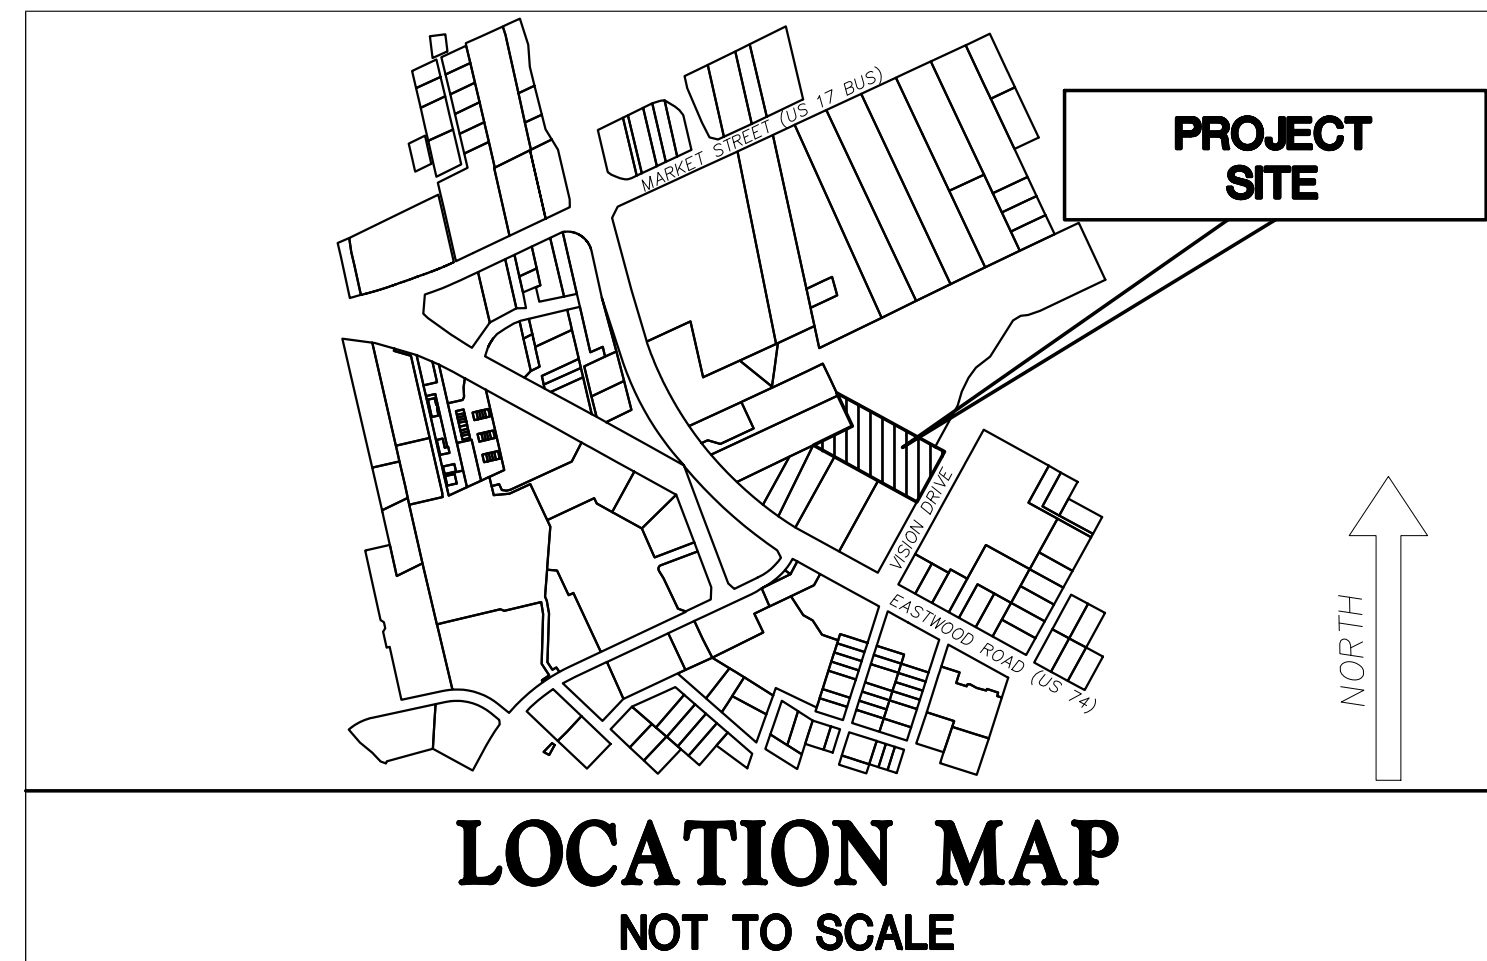 MARKET STREET (US 17 BUS)
PROJECT
SITE
VISION DRIVE
EASTWOOD ROAD (US 74)
NORTH
LOCATION MAP
NOT TO SCALE